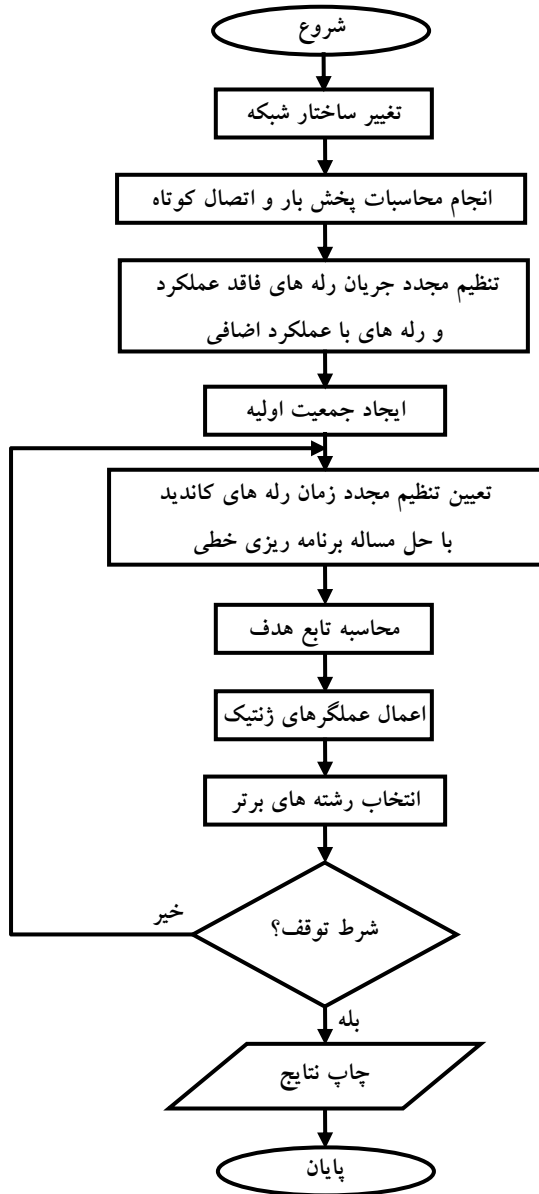 شروع
تغییر ساختار شبکه
انجام محاسبات پخش بار و اتصال کوتاه
تنظیم مجدد جریان رله های فاقد عملکرد
و رله های با عملکرد اضافی
ایجاد جمعیت اولیه
تعیین تنظیم مجدد زمان رله های کاندید
با حل مساله برنامه ریزی خطی
محاسبه تابع هدف
اعمال عملگرهای ژنتیک
انتخاب رشته های برتر
شرط توقف؟
خیر
بله
چاپ نتایج
پایان